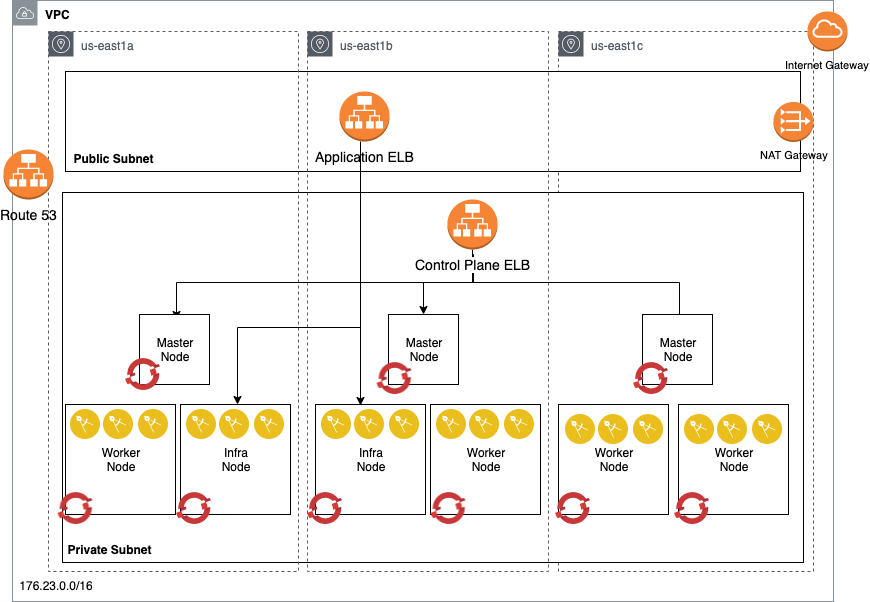 VPC
us-east1a
us-east1b
us-east1c
Internet Gateway
Application ELB
Public Subnet
NAT Gateway
Route 53
Control Plane ELB
Master
Node
Master
Node
Master
Node
Worker
Node
Infra
Node
Infra
Node
Worker
Node
Worker
Node
Worker
Node
Private Subnet
176.23.0.0/16